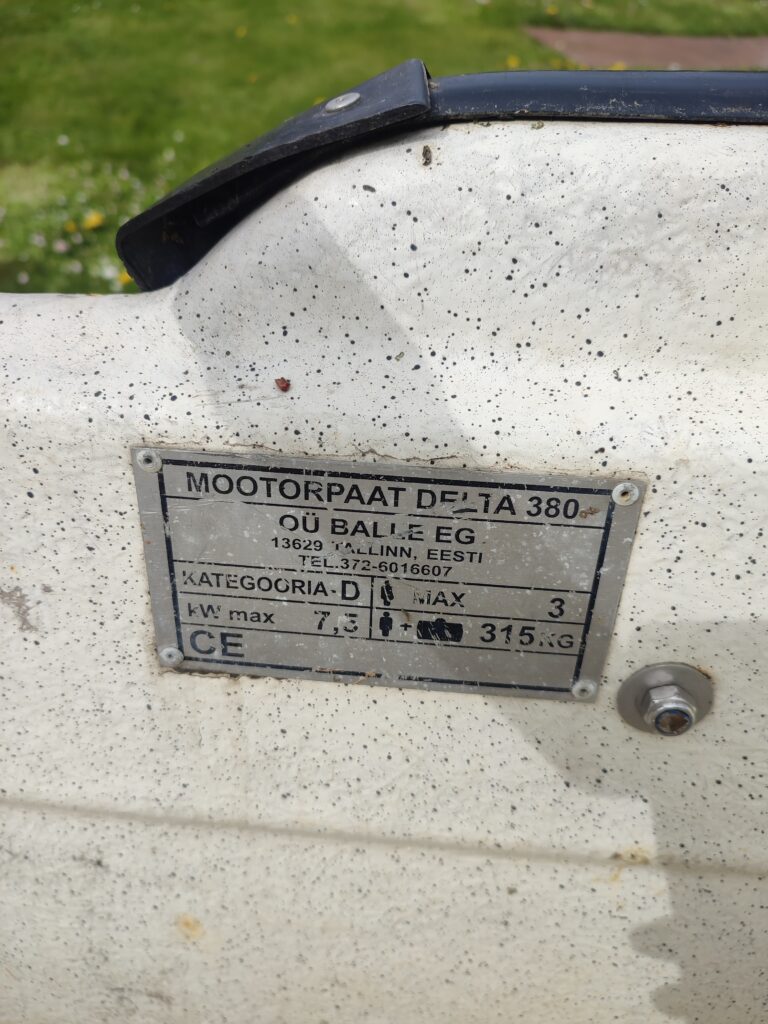 MOOTORPAAT DELTA 380
OÜ BALLE EG
13629 TALLINN, EESTI
TEL.372-6016607
KATEGOORIA-D MAX 3
kW max 7,5 + 315KG
CE